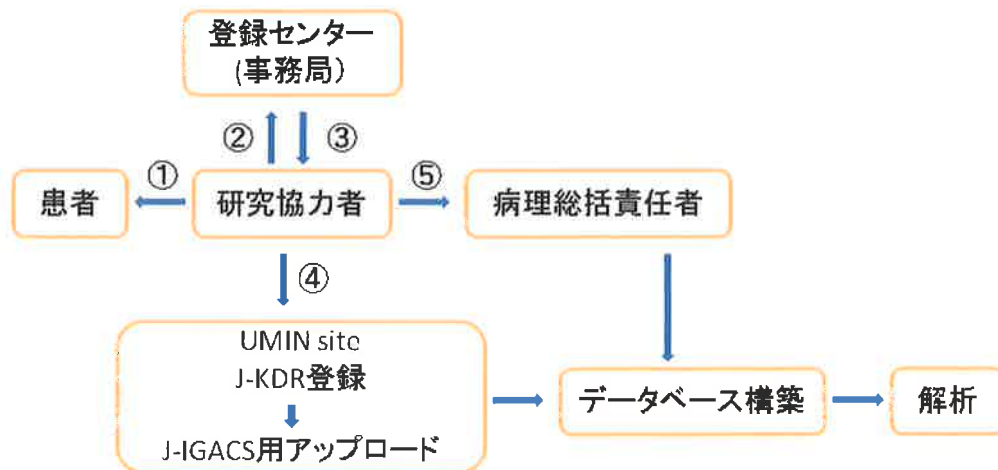 登録センター
(事務局）
② ③
① ⑤
患者 研究協力者 病理総括責任者
④
UMIN site
J-KDR登録
データベース構築 解析
J-IGACS用アップロード